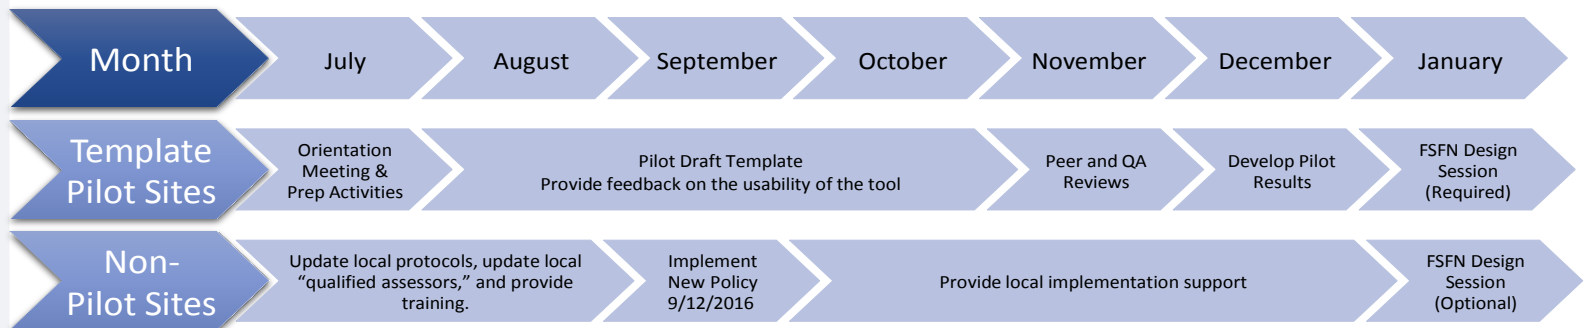 Month
July
August
September
October
November
December
January
Template
Pilot Sites
Orientation
Meeting &
Prep Activities
Pilot Draft Template
Provide feedback on the usability of the tool
Peer and QA
Reviews
Develop Pilot
Results
FSFN Design
Session
(Required)
Non-
Pilot Sites
Update local protocols, update local
“qualified assessors,” and provide
training.
Implement
New Policy
9/12/2016
Provide local implementation support
FSFN Design
Session
(Optional)